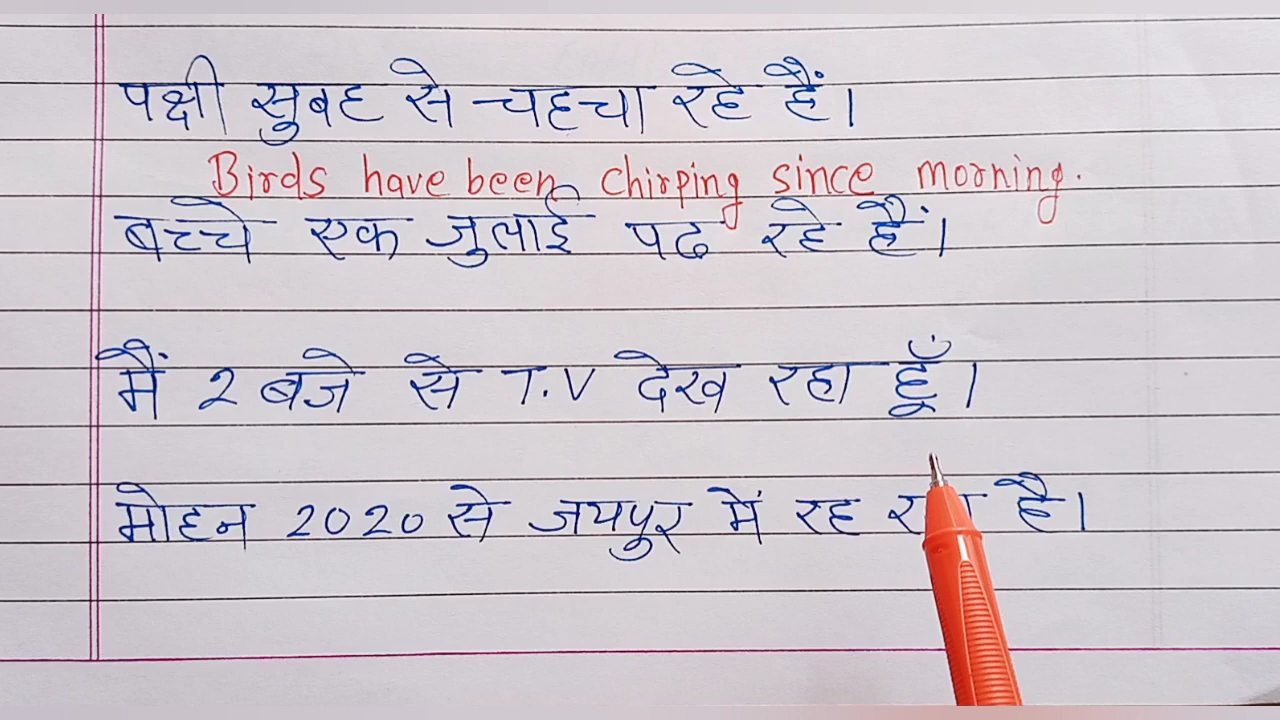 पक्षी सुबह से चहचा रहे हैं।
Birds have been chirping since morning.
बच्चे एक जुलाई पढ रहे हैं।
मैं 2 बजे से T.V देख रहा हूँ।
मोहन 2020 से जयपुर में रह है।